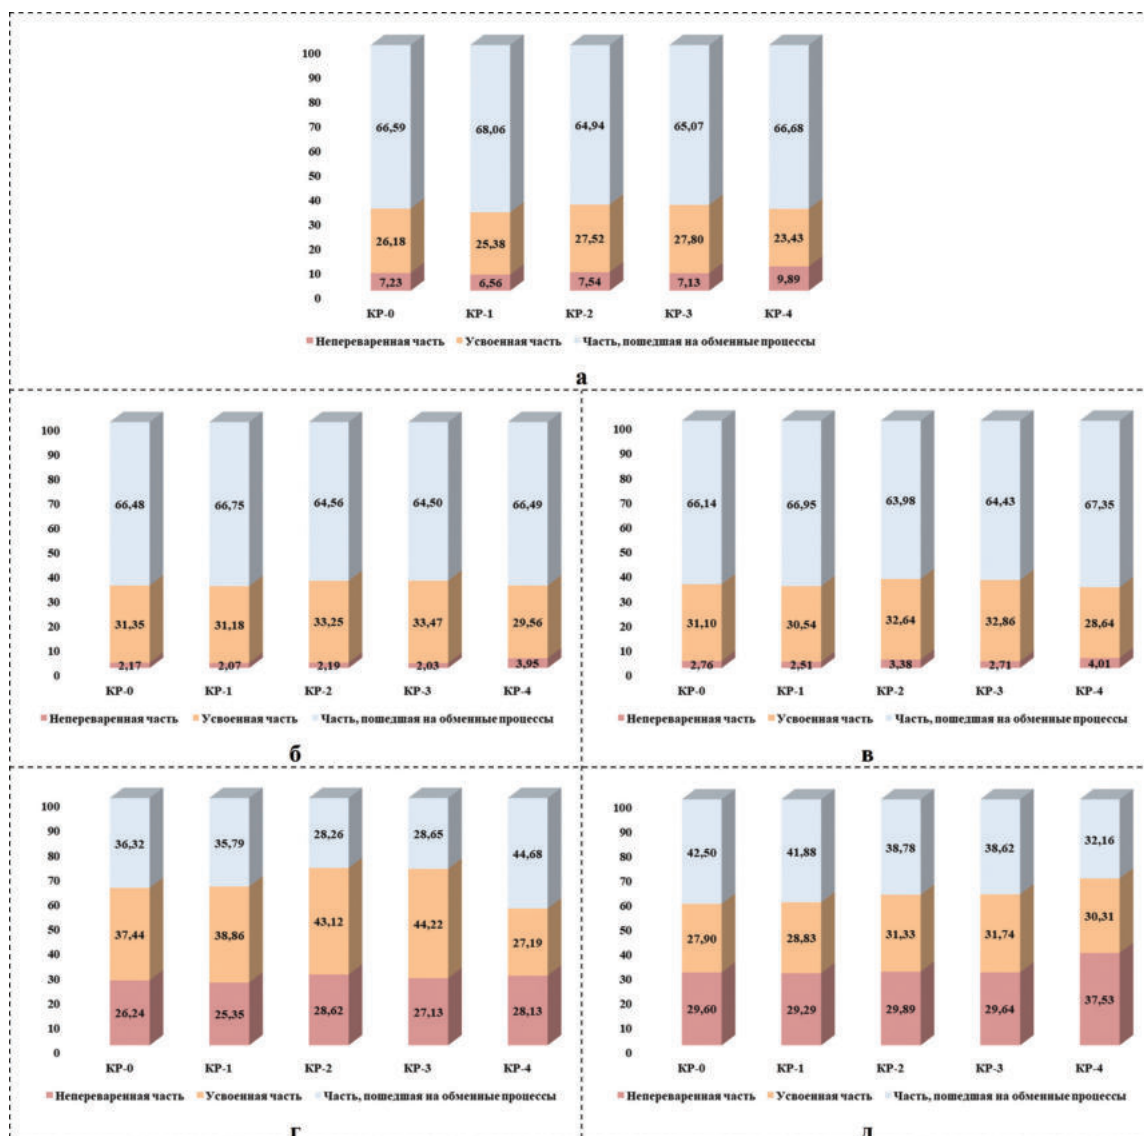 100
90
80
70
60
50
40
30
20
10
0
66,59 68,06 64,94 65,07 66,68
26,18 25,38 27,52 27,80 23,43
7,23 6,56 7,54 7,13 9,89
КР-0 КР-1 КР-2 КР-3 КР-4
Непереваренная часть Усвоенная часть Часть, пошедшая на обменные процессы
а
100
90
80
70
60
50
40
30
20
10
0
66,48 66,75 64,56 64,50 66,49
31,35 31,18 33,25 33,47 29,56
2,17 2,07 2,19 2,03 3,95
КР-0 КР-1 КР-2 КР-3 КР-4
Непереваренная часть Усвоенная часть Часть, пошедшая на обменные процессы
б
100
90
80
70
60
50
40
30
20
10
0
66,14 66,95 63,98 64,43 67,35
31,10 30,54 32,64 32,86 28,64
2,76 2,51 3,38 2,71 4,01
КР-0 КР-1 КР-2 КР-3 КР-4
Непереваренная часть Усвоенная часть Часть, пошедшая на обменные процессы
в
100
90
80
70
60
50
40
30
20
10
0
36,32 35,79 28,26 28,65 44,68
37,44 38,86 43,12 44,22 27,19
26,24 25,35 28,62 27,13 28,13
КР-0 КР-1 КР-2 КР-3 КР-4
Непереваренная часть Усвоенная часть Часть, пошедшая на обменные процессы
г
100
90
80
70
60
50
40
30
20
10
0
42,50 41,88 38,78 38,62 32,16
27,90 28,83 31,33 31,74 30,31
29,60 29,29 29,89 29,64 37,53
КР-0 КР-1 КР-2 КР-3 КР-4
Непереваренная часть Усвоенная часть Часть, пошедшая на обменные процессы
д